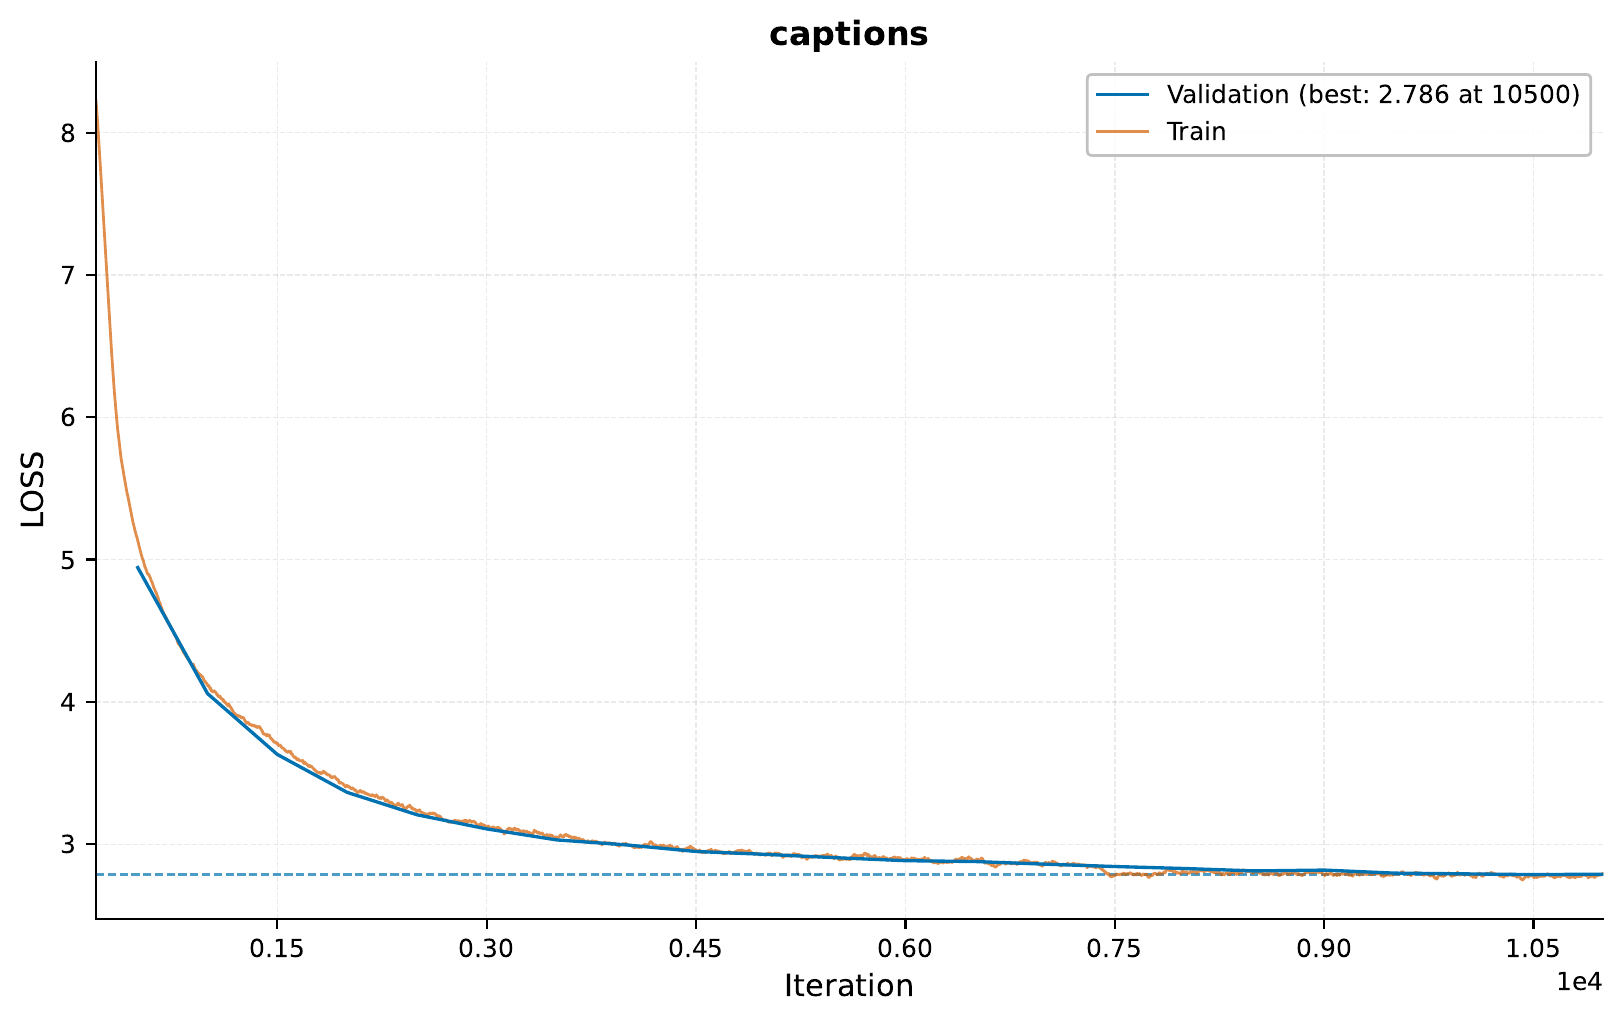 captions
Validation (best: 2.786 at 10500)
Train
LOSS
8
7
6
5
4
3
0.15 0.30 0.45 0.60 0.75 0.90 1.05
1e4
Iteration